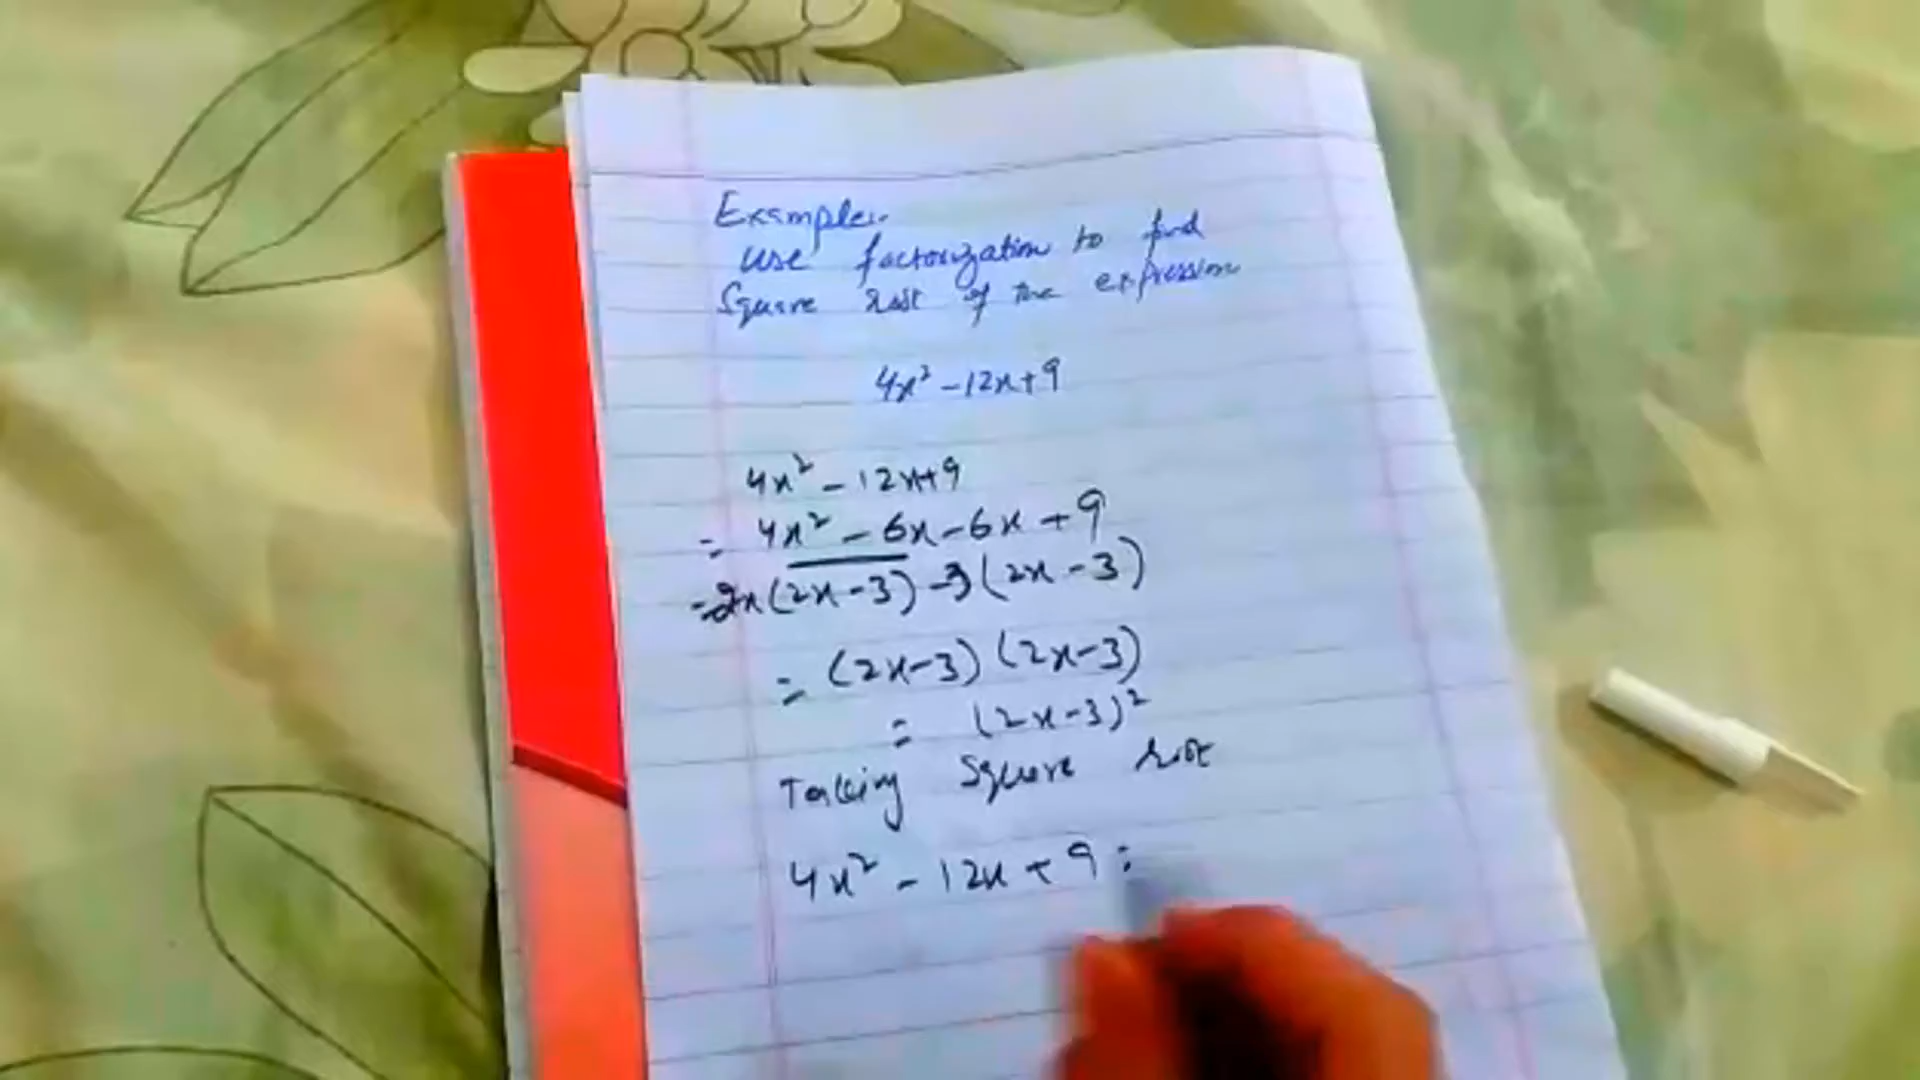 Example:-
Use factorization to find
Square root of the expression
4x² - 12x + 9
4x² - 12x + 9
= 4x² - 6x - 6x + 9
= 2x (2x - 3) - 3 (2x - 3)
= (2x - 3) (2x - 3)
= (2x - 3)²
Taking Square root
4x² - 12x + 9 =